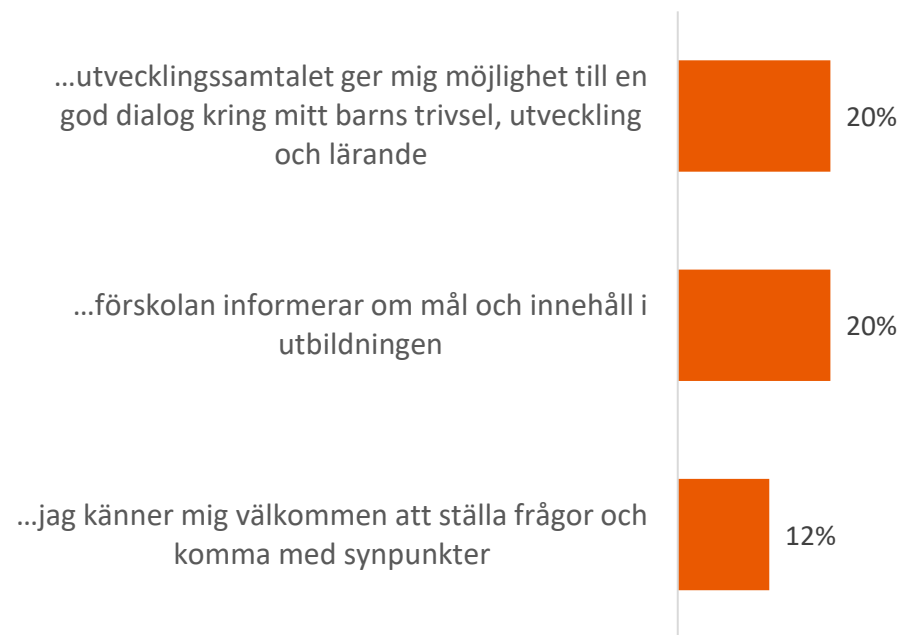 ...utvecklingssamtalet ger mig möjlighet till en
god dialog kring mitt barns trivsel, utveckling
och lärande
20%
...förskolan informerar om mål och innehåll i
utbildningen
20%
...jag känner mig välkommen att ställa frågor och
komma med synpunkter
12%